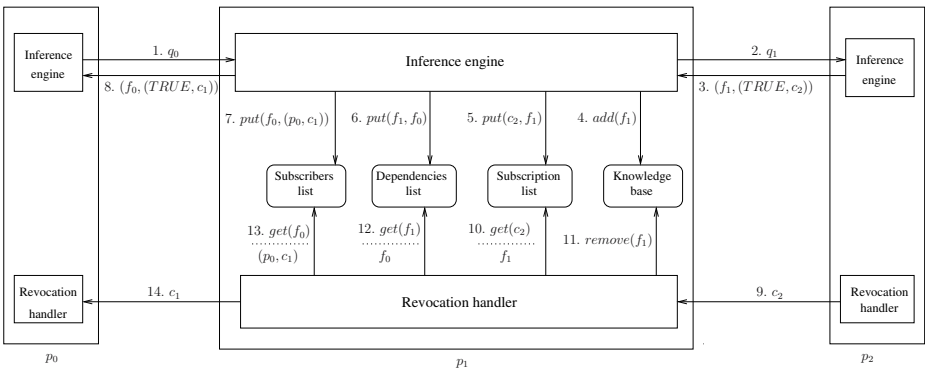 1. q₀
2. q₁
Inference
engine
Inference engine
Inference
engine
8. (f₀, (TRUE, c₁))
3. (f₁, (TRUE, c₂))
7. put(f₀, (p₀, c₁))
6. put(f₁, f₀)
5. put(c₂, f₁)
4. add(f₁)
Subscribers
list
Dependencies
list
Subscription
list
Knowledge
base
13. get(f₀)
(p₀, c₁)
12. get(f₁)
f₀
10. get(c₂)
f₁
11. remove(f₁)
Revocation
handler
14. c₁
Revocation handler
9. c₂
Revocation
handler
p₀
p₁
p₂